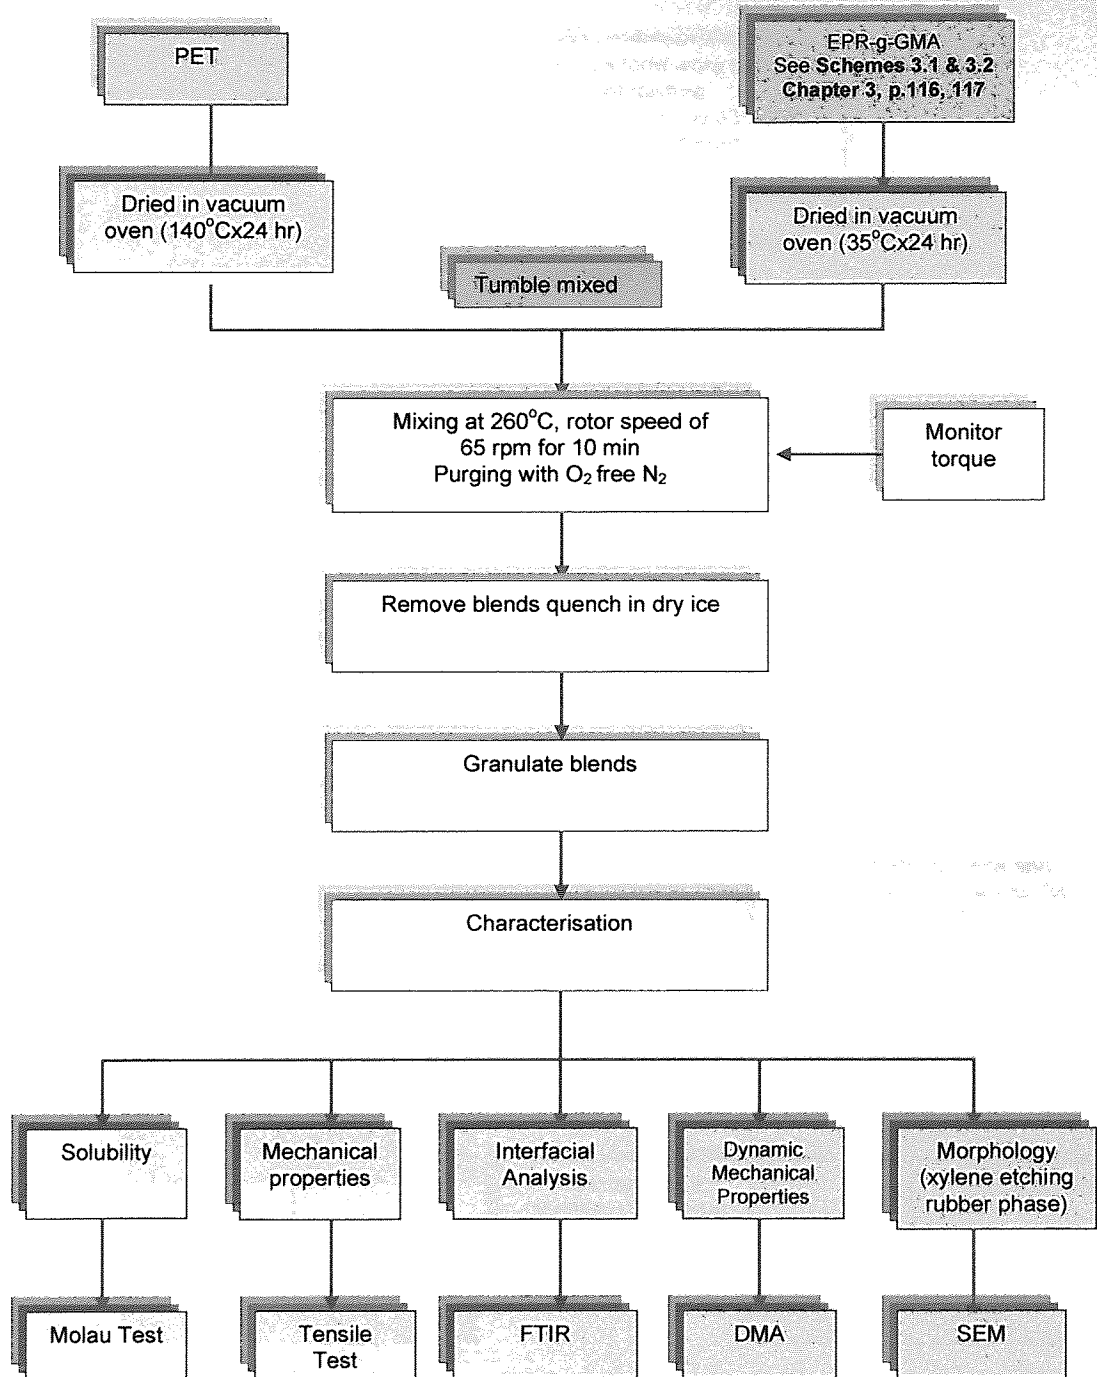 PET
EPR-g-GMA
See Schemes 3.1 & 3.2
Chapter 3, p.116, 117
Dried in vacuum
oven (140°Cx24 hr)
Dried in vacuum
oven (35°Cx24 hr)
Tumble mixed
Mixing at 260°C, rotor speed of
65 rpm for 10 min
Purging with O₂ free N₂
Monitor
torque
Remove blends quench in dry ice
Granulate blends
Characterisation
Solubility
Mechanical
properties
Interfacial
Analysis
Dynamic
Mechanical
Properties
Morphology
(xylene etching
rubber phase)
Molau Test
Tensile
Test
FTIR
DMA
SEM